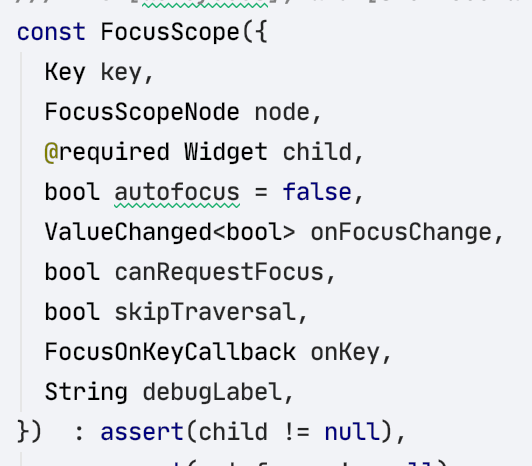 const FocusScope({
Key key,
FocusScopeNode node,
@required Widget child,
bool autofocus = false,
ValueChanged<bool> onFocusChange,
bool canRequestFocus,
bool skipTraversal,
FocusOnKeyCallback onKey,
String debugLabel,
})  : assert(child != null),